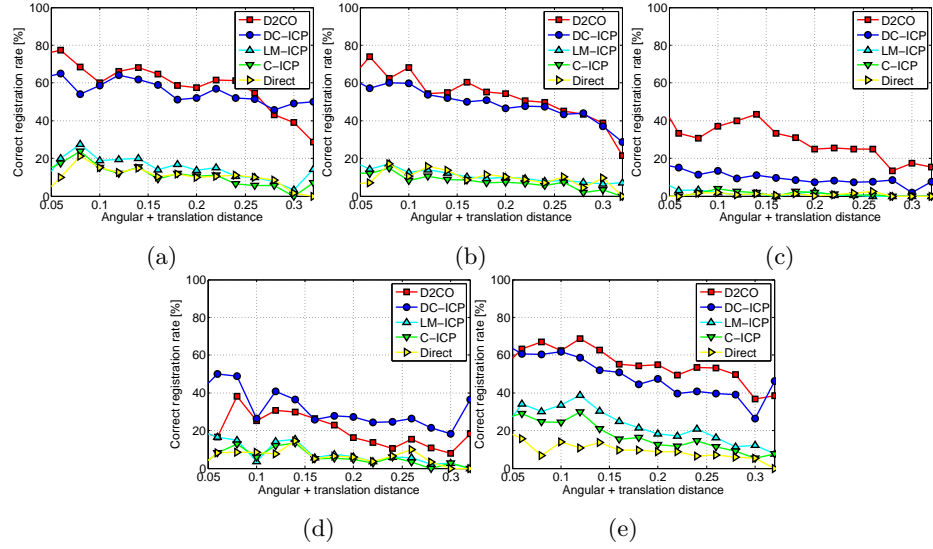 100
80
60
40
20
0
Correct registration rate [%]
D2CO
DC−ICP
LM−ICP
C−ICP
Direct
0.05 0.1 0.15 0.2 0.25 0.3
Angular + translation distance
(a)
100
80
60
40
20
0
Correct registration rate [%]
D2CO
DC−ICP
LM−ICP
C−ICP
Direct
0.05 0.1 0.15 0.2 0.25 0.3
Angular + translation distance
(b)
100
80
60
40
20
0
Correct registration rate [%]
D2CO
DC−ICP
LM−ICP
C−ICP
Direct
0.05 0.1 0.15 0.2 0.25 0.3
Angular + translation distance
(c)
100
80
60
40
20
0
Correct registration rate [%]
D2CO
DC−ICP
LM−ICP
C−ICP
Direct
0.05 0.1 0.15 0.2 0.25 0.3
Angular + translation distance
(d)
100
80
60
40
20
0
Correct registration rate [%]
D2CO
DC−ICP
LM−ICP
C−ICP
Direct
0.05 0.1 0.15 0.2 0.25 0.3
Angular + translation distance
(e)